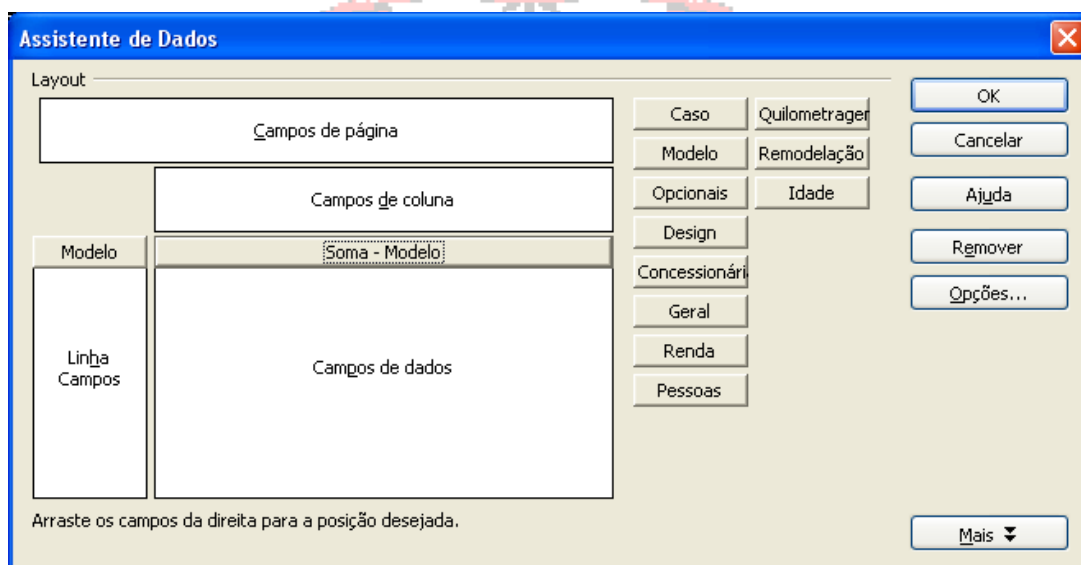 Assistente de Dados
Layout
Campos de página
Campos de coluna
Modelo
Soma - Modelo
Linha
Campos
Campos de dados
Caso
Quilometrager
Modelo
Remodelação
Opcionais
Idade
Design
Concessionári
Geral
Renda
Pessoas
OK
Cancelar
Ajuda
Remover
Opções...
Arraste os campos da direita para a posição desejada.
Mais